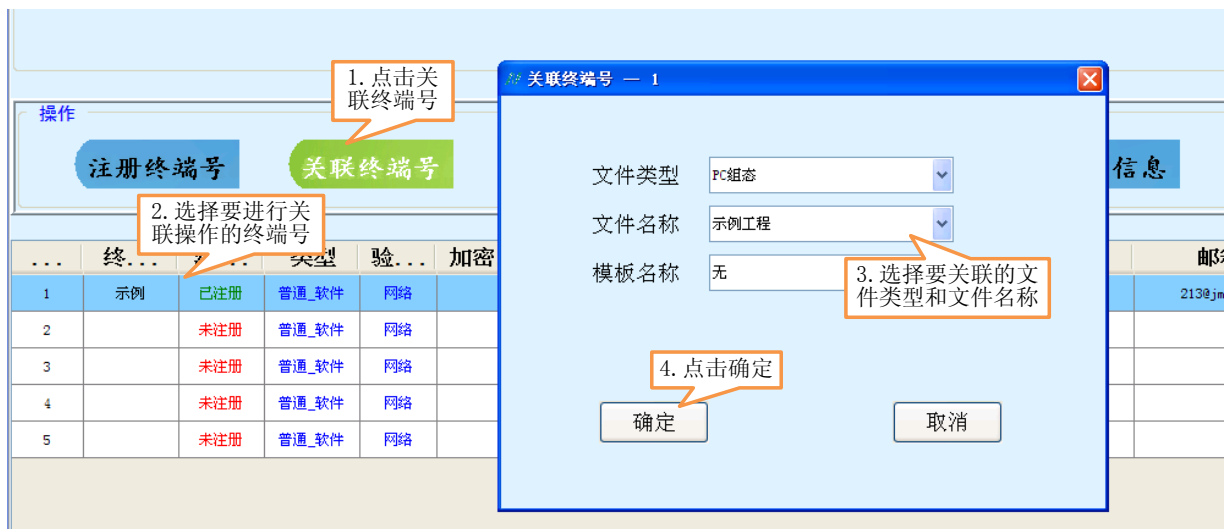 1.点击关
联终端号
关联终端号 — 1
操作
注册终端号
关联终端号
信息
文件类型
PC组态
文件名称
示例工程
模板名称
无
2.选择要进行关
联操作的终端号
3.选择要关联的文
件类型和文件名称
4.点击确定
确定
取消
...
终...
类型
验...
加密
1
示例
已注册
普通_软件
网络
213@jm
2
未注册
普通_软件
网络
3
未注册
普通_软件
网络
4
未注册
普通_软件
网络
5
未注册
普通_软件
网络